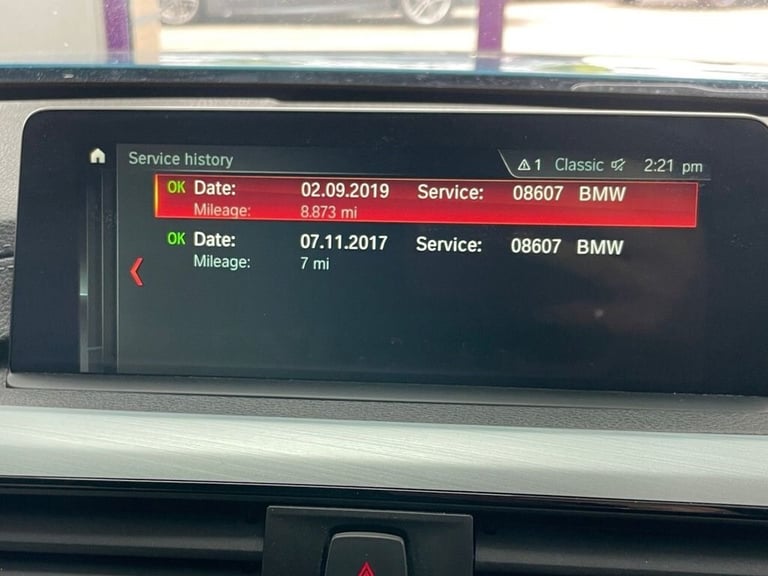 Service history 1 Classic 2:21 pm
OK Date: 02.09.2019 Service: 08607 BMW
Mileage: 8.873 mi
OK Date: 07.11.2017 Service: 08607 BMW
Mileage: 7 mi